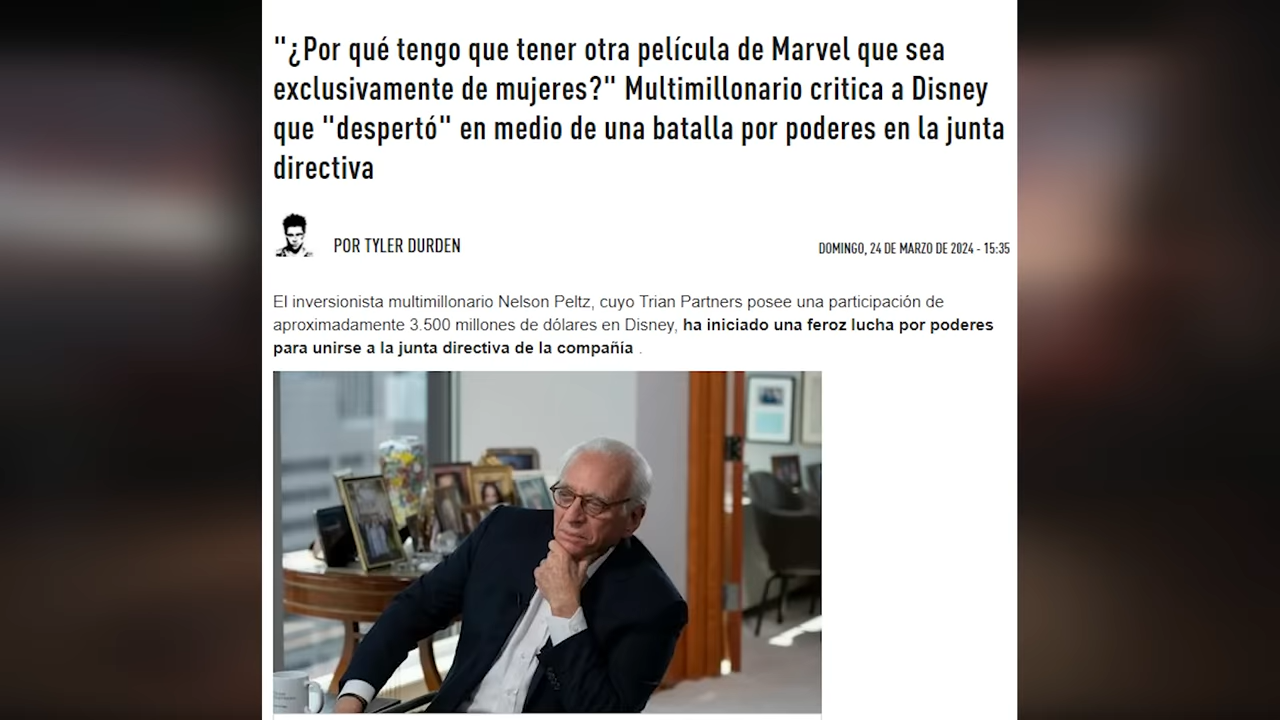 "¿Por qué tengo que tener otra película de Marvel que sea
exclusivamente de mujeres?" Multimillonario critica a Disney
que "despertó" en medio de una batalla por poderes en la junta
directiva
POR TYLER DURDEN
DOMINGO, 24 DE MARZO DE 2024 - 15:35
El inversionista multimillonario Nelson Peltz, cuyo Trian Partners posee una participación de
aproximadamente 3.500 millones de dólares en Disney, ha iniciado una feroz lucha por poderes
para unirse a la junta directiva de la compañía .